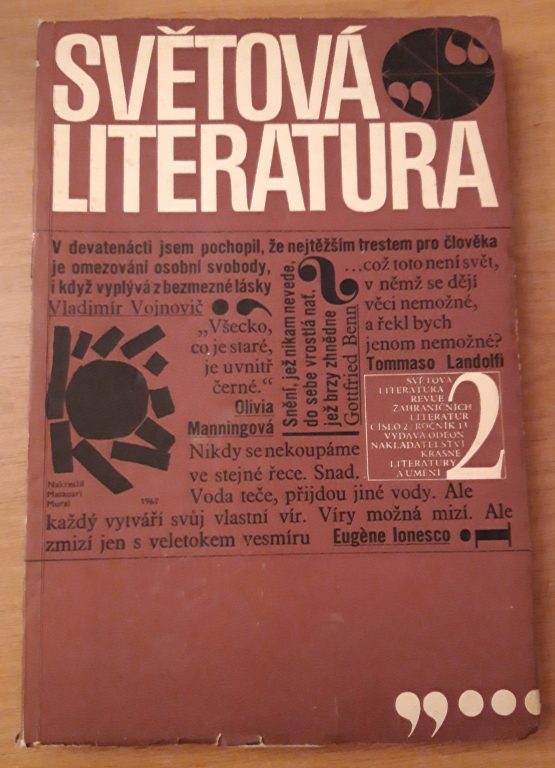 SVĚTOVÁ
LITERATURA
V devatenácti jsem pochopil, že nejtěžším trestem pro člověka
je omezování osobní svobody,
i když vyplývá z bezmezné lásky
Vladimír Vojnovič
„Všecko,
co je staré,
je uvnitř
černé.“
Olivia
Manningová
Snění, jež nikam nevede,
do sebe vrostlá nať,
jež brzy zhnědne
Gottfried Benn
...což toto není svět,
v němž se dějí
věci nemožné,
a řekl bych
jenom nemožné?
Tommaso Landolfi
SVĚTOVÁ
LITERATURA
REVUE
ZAHRANIČNÍCH
LITERATUR
ČÍSLO 2. ROČNÍK 13
VYDÁVÁ ODEON
NAKLADATELSTVÍ
KRÁSNÉ
LITERATURY
A UMĚNÍ
2
Nakreslil
Masauari
Murai
1967
Nikdy se nekoupáme
ve stejné řece. Snad.
Voda teče, přijdou jiné vody. Ale
každý vytváří svůj vlastní vír. Víry možná mizí. Ale
zmizí jen s veletokem vesmíru
Eugène Ionesco